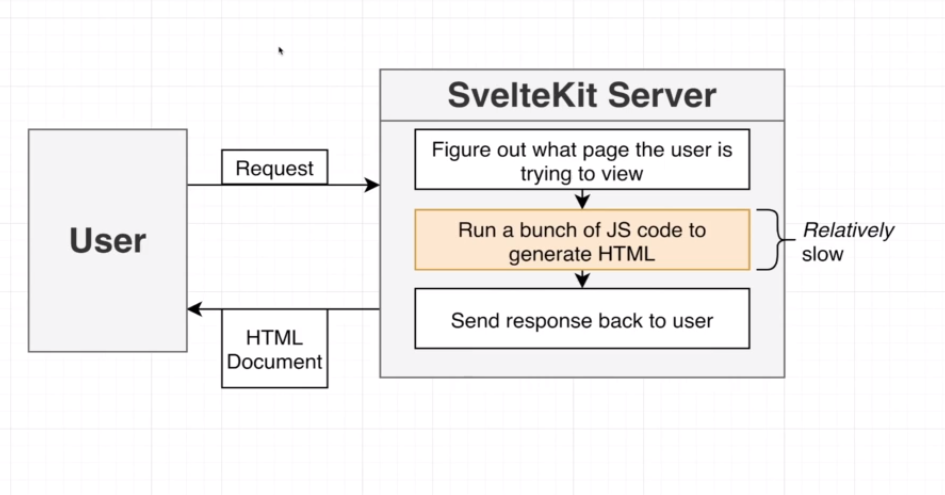 SvelteKit Server
Figure out what page the user is
trying to view
Request
User
Run a bunch of JS code to
generate HTML
Relatively
slow
Send response back to user
HTML
Document